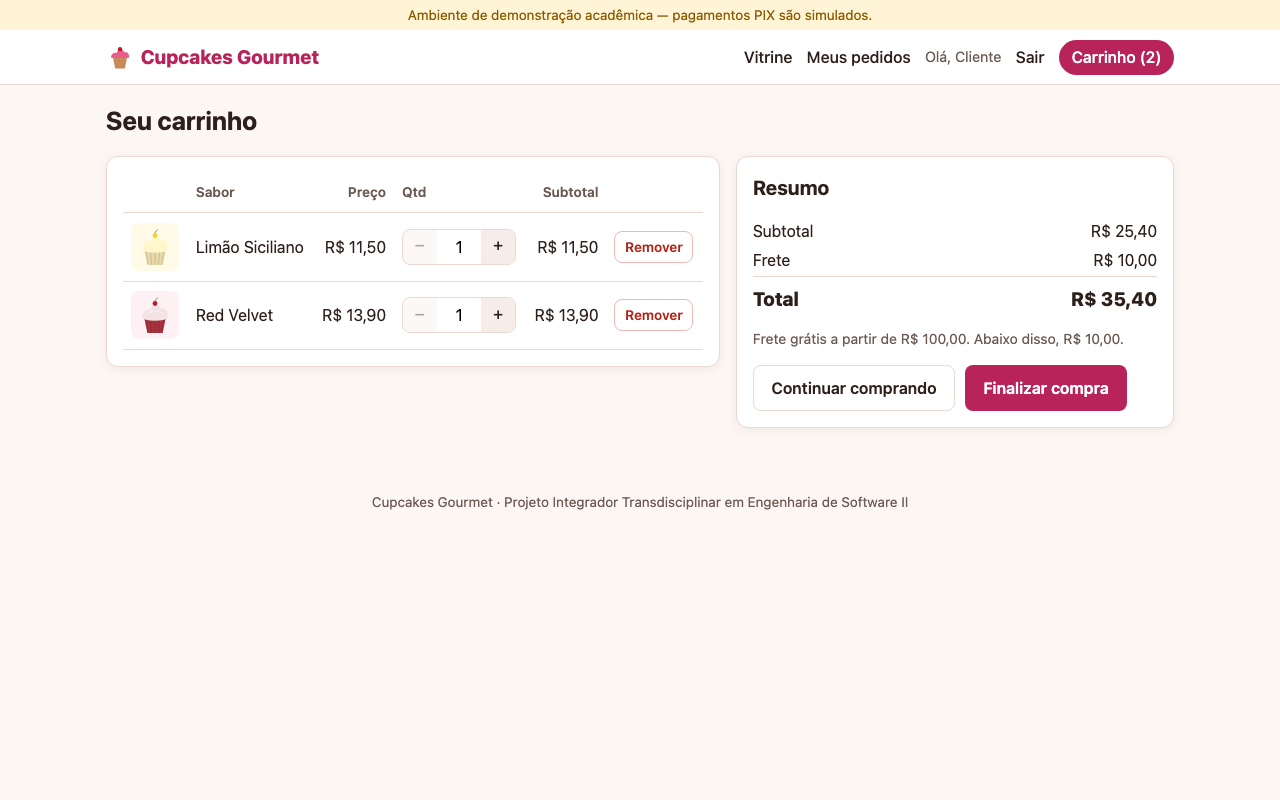 Ambiente de demonstração acadêmica — pagamentos PIX são simulados.
Cupcakes Gourmet
Vitrine Meus pedidos Olá, Cliente Sair Carrinho (2)
Seu carrinho
Sabor Preço Qtd Subtotal
Limão Siciliano R$ 11,50 − 1 + R$ 11,50 Remover
Red Velvet R$ 13,90 − 1 + R$ 13,90 Remover
Resumo
Subtotal R$ 25,40
Frete R$ 10,00
Total R$ 35,40
Frete grátis a partir de R$ 100,00. Abaixo disso, R$ 10,00.
Continuar comprando Finalizar compra
Cupcakes Gourmet · Projeto Integrador Transdisciplinar em Engenharia de Software II